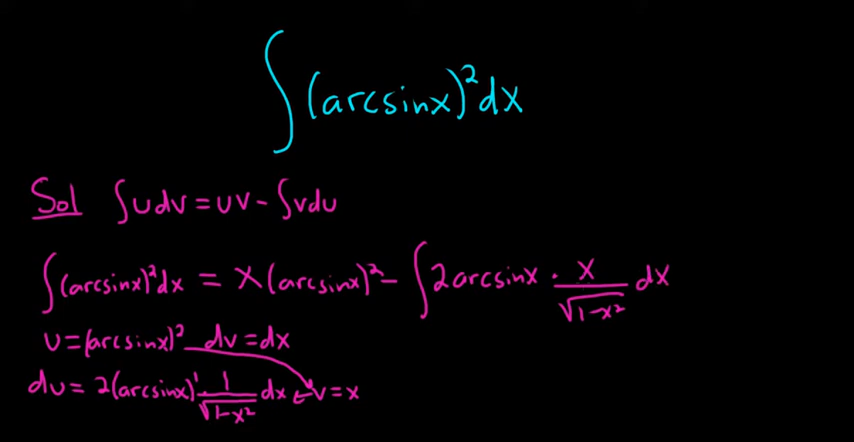 ∫(arcsinx)²dx
Sol ∫udv=uv-∫vdu
∫(arcsinx)²dx = x(arcsinx)²-∫2arcsinx·x/√(1-x²) dx
u=(arcsinx)² dv=dx
du=2(arcsinx)¹·1/√(1-x²) dx v=x